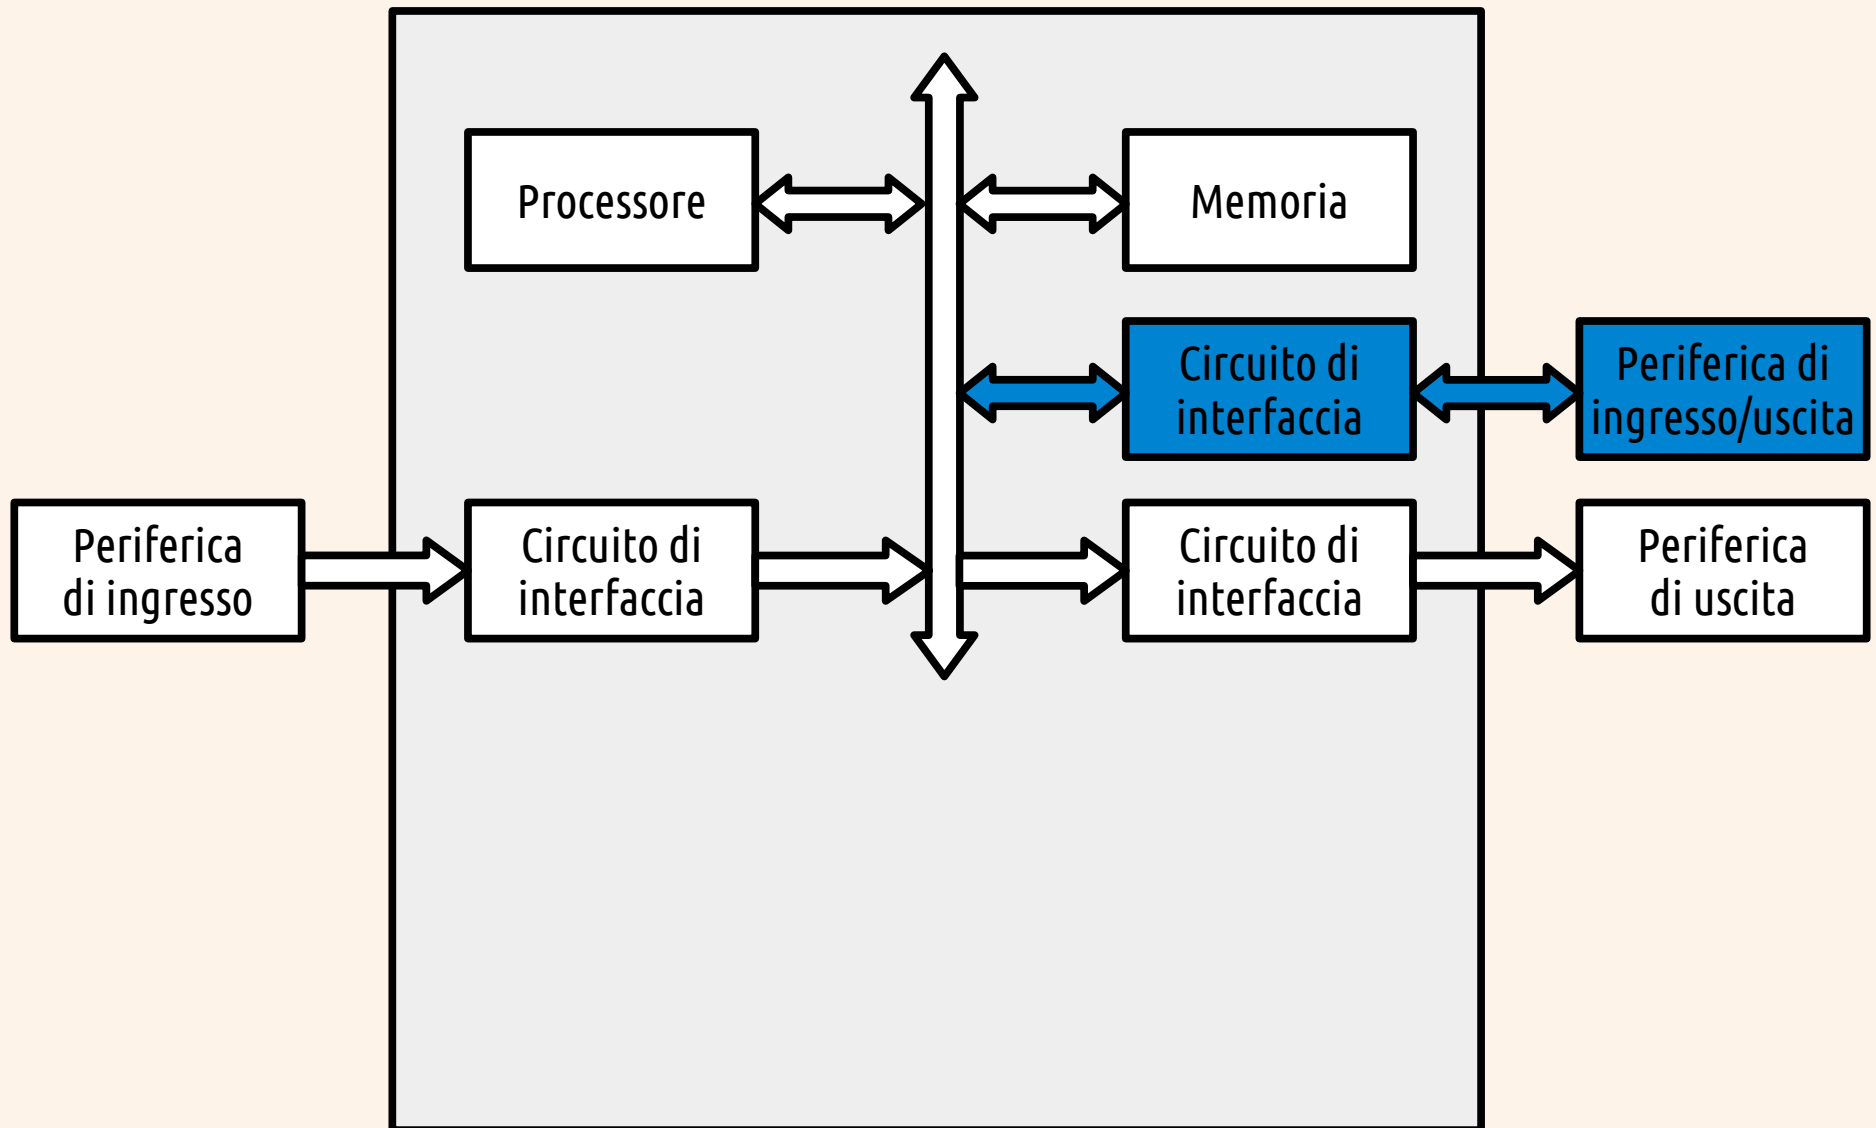 Processore
Memoria
Circuito di
interfaccia
Periferica di
ingresso/uscita
Periferica
di ingresso
Circuito di
interfaccia
Circuito di
interfaccia
Periferica
di uscita